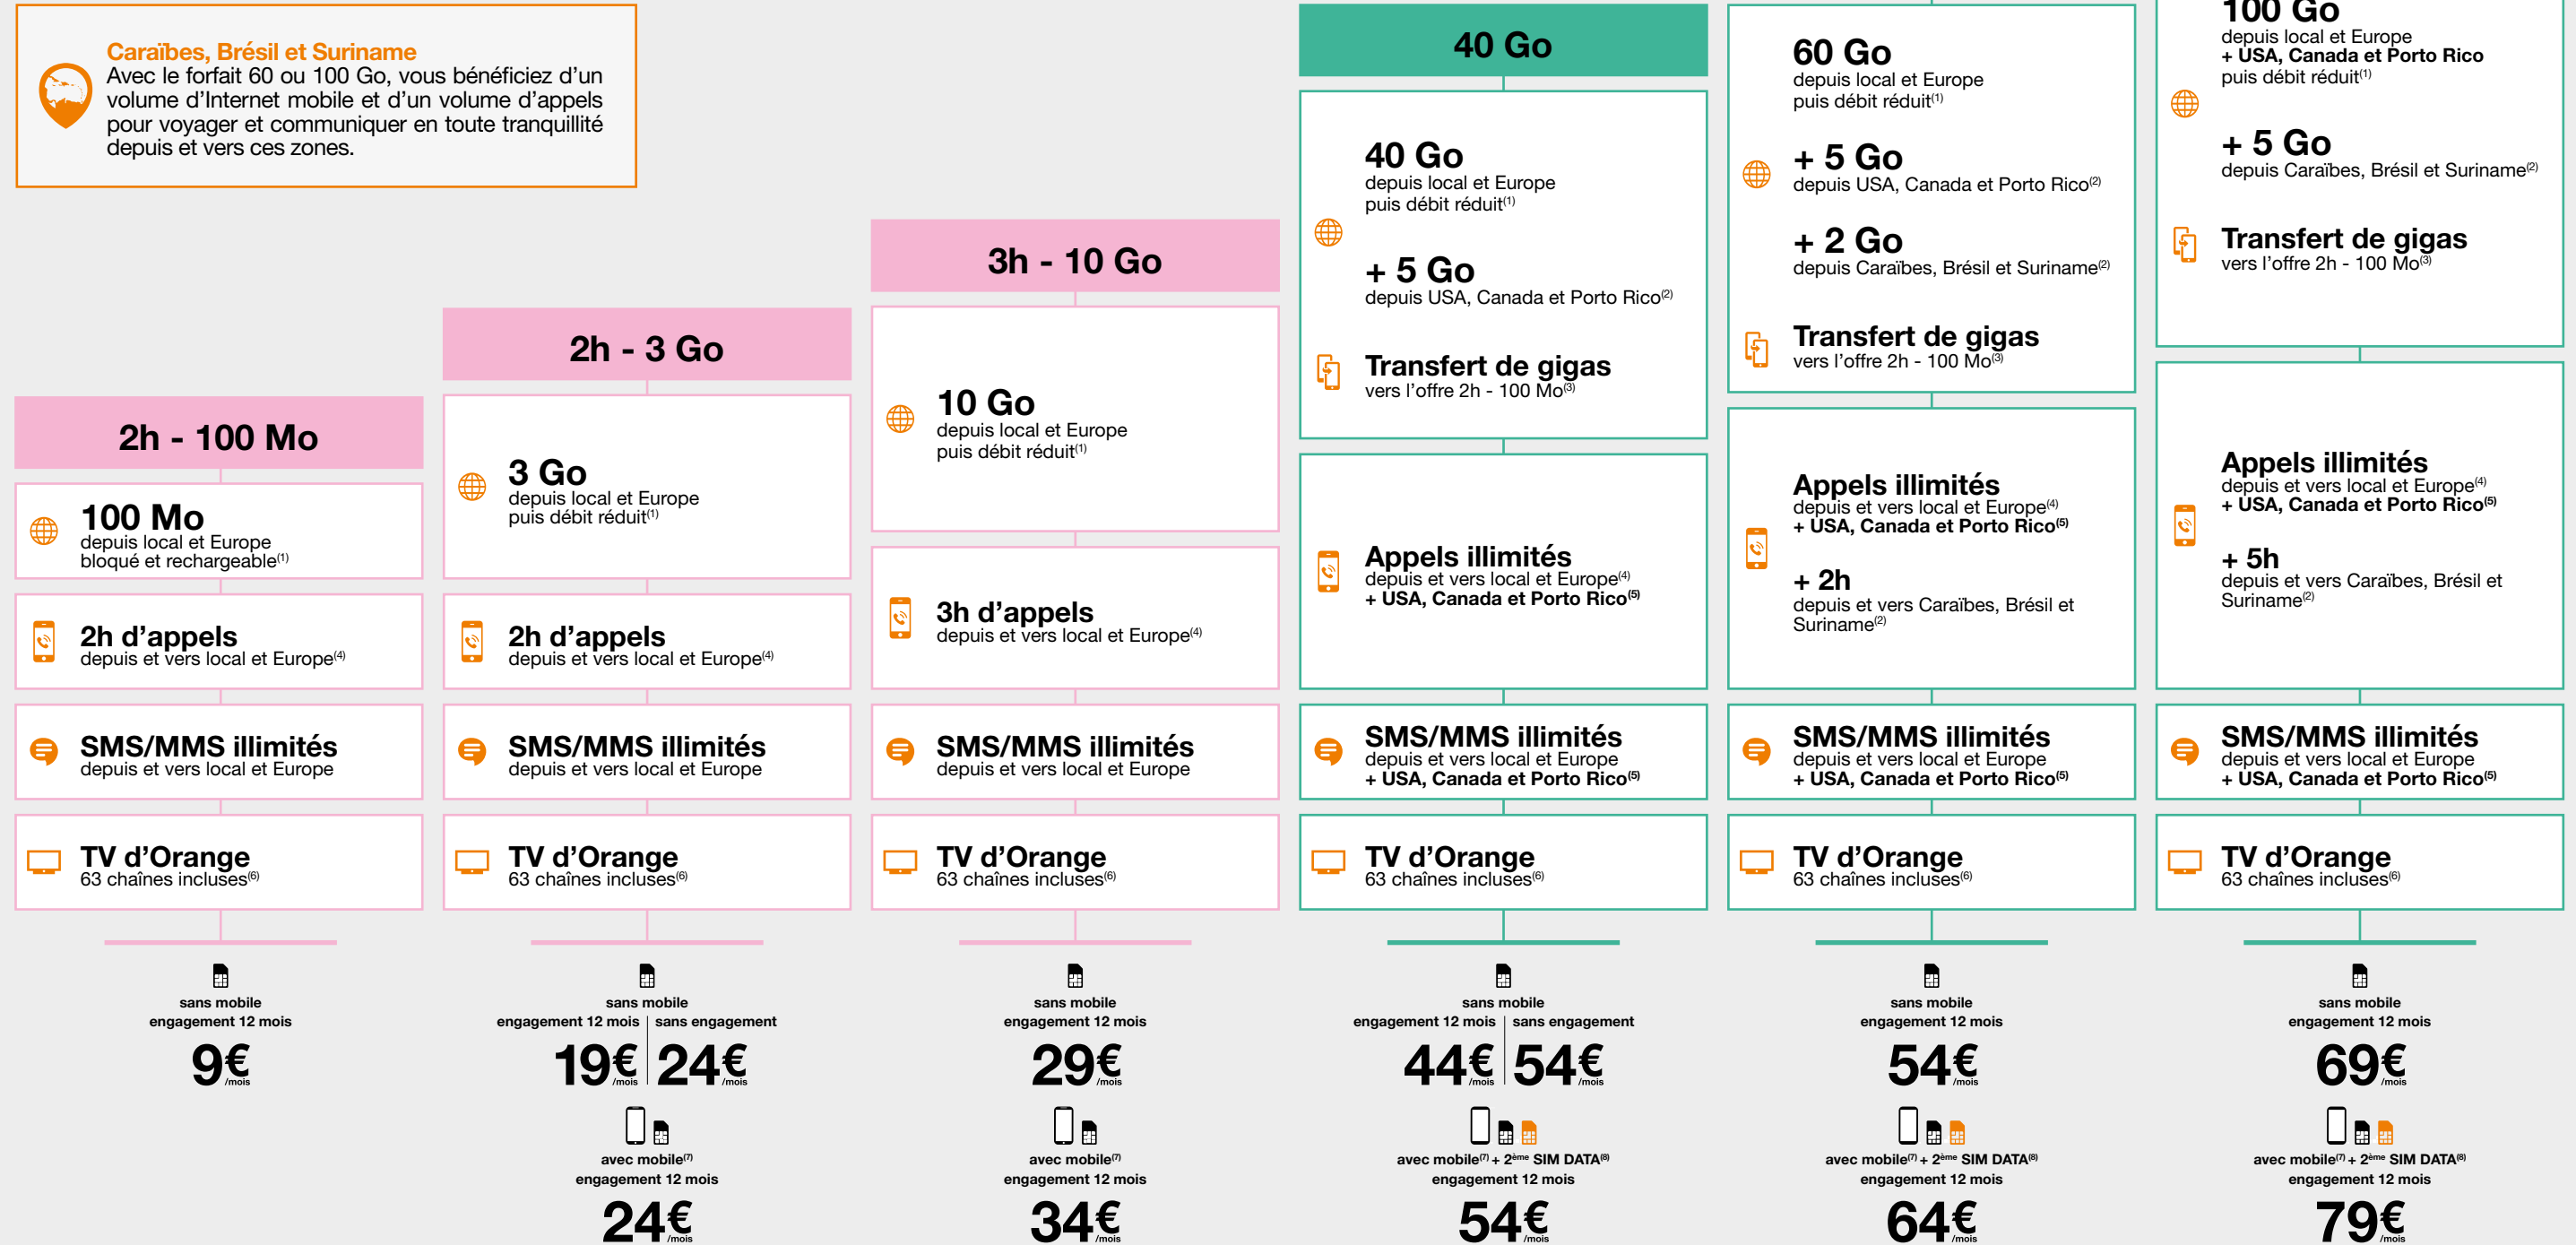 Caraïbes, Brésil et Suriname
Avec le forfait 60 ou 100 Go, vous bénéficiez d'un
volume d'Internet mobile et d'un volume d'appels
pour voyager et communiquer en toute tranquillité
depuis et vers ces zones.
2h - 100 Mo
100 Mo
depuis local et Europe
bloqué et rechargeable(1)
2h d'appels
depuis et vers local et Europe(4)
SMS/MMS illimités
depuis et vers local et Europe
TV d'Orange
63 chaînes incluses(6)
sans mobile
engagement 12 mois
9€/mois
2h - 3 Go
3 Go
depuis local et Europe
puis débit réduit(1)
2h d'appels
depuis et vers local et Europe(4)
SMS/MMS illimités
depuis et vers local et Europe
TV d'Orange
63 chaînes incluses(6)
sans mobile
engagement 12 mois | sans engagement
19€/mois | 24€/mois
avec mobile(7)
engagement 12 mois
24€/mois
3h - 10 Go
10 Go
depuis local et Europe
puis débit réduit(1)
3h d'appels
depuis et vers local et Europe(4)
SMS/MMS illimités
depuis et vers local et Europe
TV d'Orange
63 chaînes incluses(6)
sans mobile
engagement 12 mois
29€/mois
avec mobile(7)
engagement 12 mois
34€/mois
40 Go
40 Go
depuis local et Europe
puis débit réduit(1)
+ 5 Go
depuis USA, Canada et Porto Rico(2)
Transfert de gigas
vers l'offre 2h - 100 Mo(3)
Appels illimités
depuis et vers local et Europe(4)
+ USA, Canada et Porto Rico(5)
SMS/MMS illimités
depuis et vers local et Europe
+ USA, Canada et Porto Rico(5)
TV d'Orange
63 chaînes incluses(6)
sans mobile
engagement 12 mois | sans engagement
44€/mois | 54€/mois
avec mobile(7) + 2ème SIM DATA(8)
engagement 12 mois
54€/mois
60 Go
depuis local et Europe
puis débit réduit(1)
+ 5 Go
depuis USA, Canada et Porto Rico(2)
+ 2 Go
depuis Caraïbes, Brésil et Suriname(2)
Transfert de gigas
vers l'offre 2h - 100 Mo(3)
Appels illimités
depuis et vers local et Europe(4)
+ USA, Canada et Porto Rico(5)
+ 2h
depuis et vers Caraïbes, Brésil et
Suriname(2)
SMS/MMS illimités
depuis et vers local et Europe
+ USA, Canada et Porto Rico(5)
TV d'Orange
63 chaînes incluses(6)
sans mobile
engagement 12 mois
54€/mois
avec mobile(7) + 2ème SIM DATA(8)
engagement 12 mois
64€/mois
100 Go
depuis local et Europe
+ USA, Canada et Porto Rico
puis débit réduit(1)
+ 5 Go
depuis Caraïbes, Brésil et Suriname(2)
Transfert de gigas
vers l'offre 2h - 100 Mo(3)
Appels illimités
depuis et vers local et Europe(4)
+ USA, Canada et Porto Rico(5)
+ 5h
depuis et vers Caraïbes, Brésil et
Suriname(2)
SMS/MMS illimités
depuis et vers local et Europe
+ USA, Canada et Porto Rico(5)
TV d'Orange
63 chaînes incluses(6)
sans mobile
engagement 12 mois
69€/mois
avec mobile(7) + 2ème SIM DATA(8)
engagement 12 mois
79€/mois